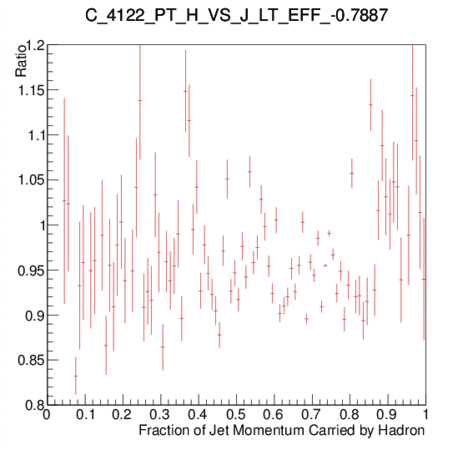 C_4122_PT_H_VS_J_LT_EFF_-0.7887
Ratio
1.2
1.15
1.1
1.05
1
0.95
0.9
0.85
0.8
0 0.1 0.2 0.3 0.4 0.5 0.6 0.7 0.8 0.9 1
Fraction of Jet Momentum Carried by Hadron